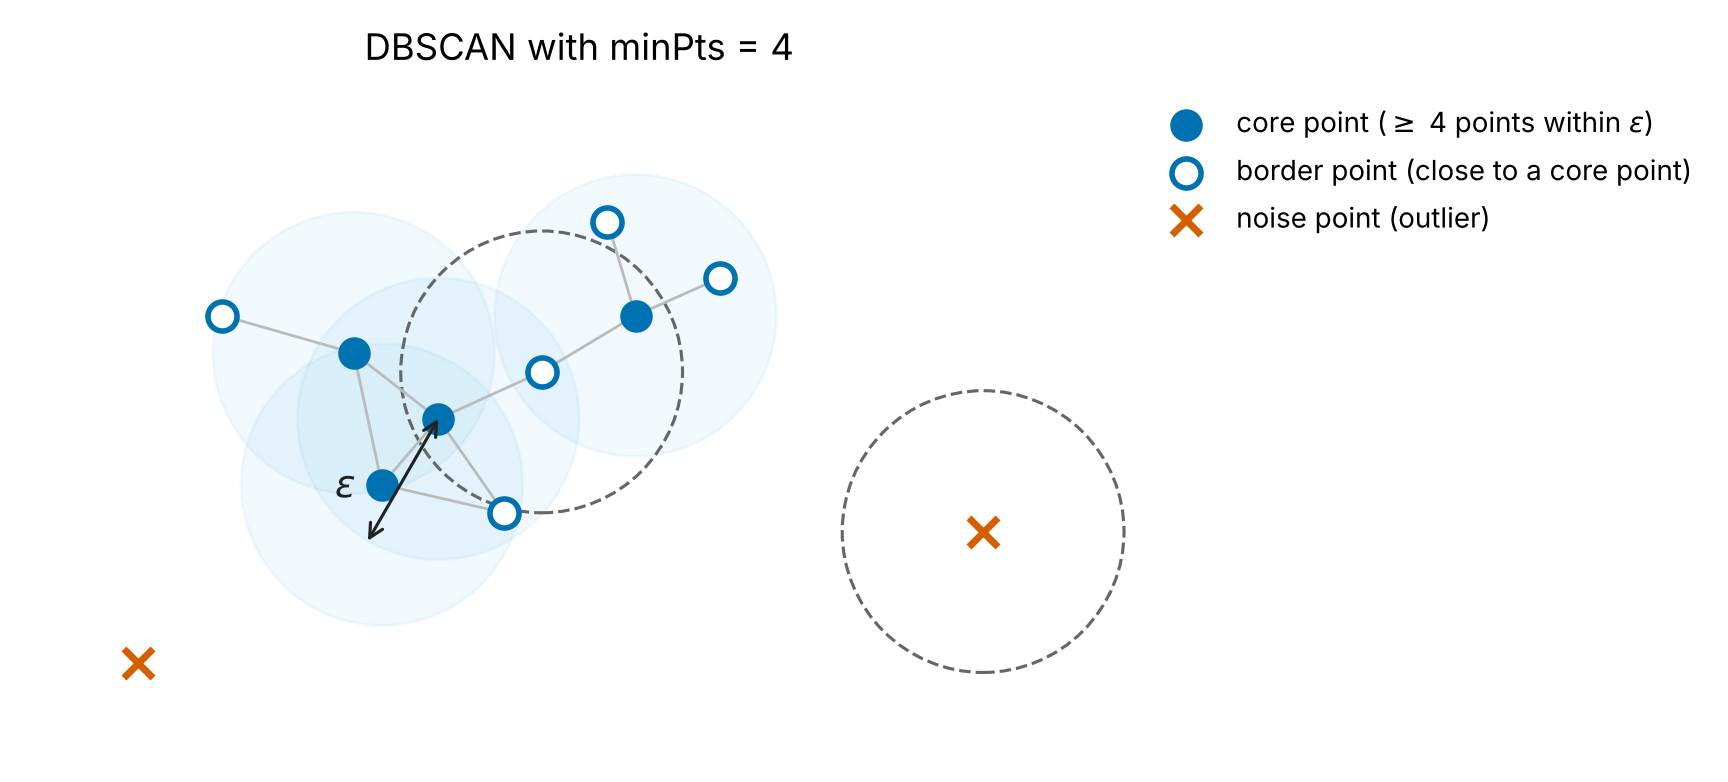 DBSCAN with minPts = 4
core point (≥ 4 points within ε)
border point (close to a core point)
noise point (outlier)
ε